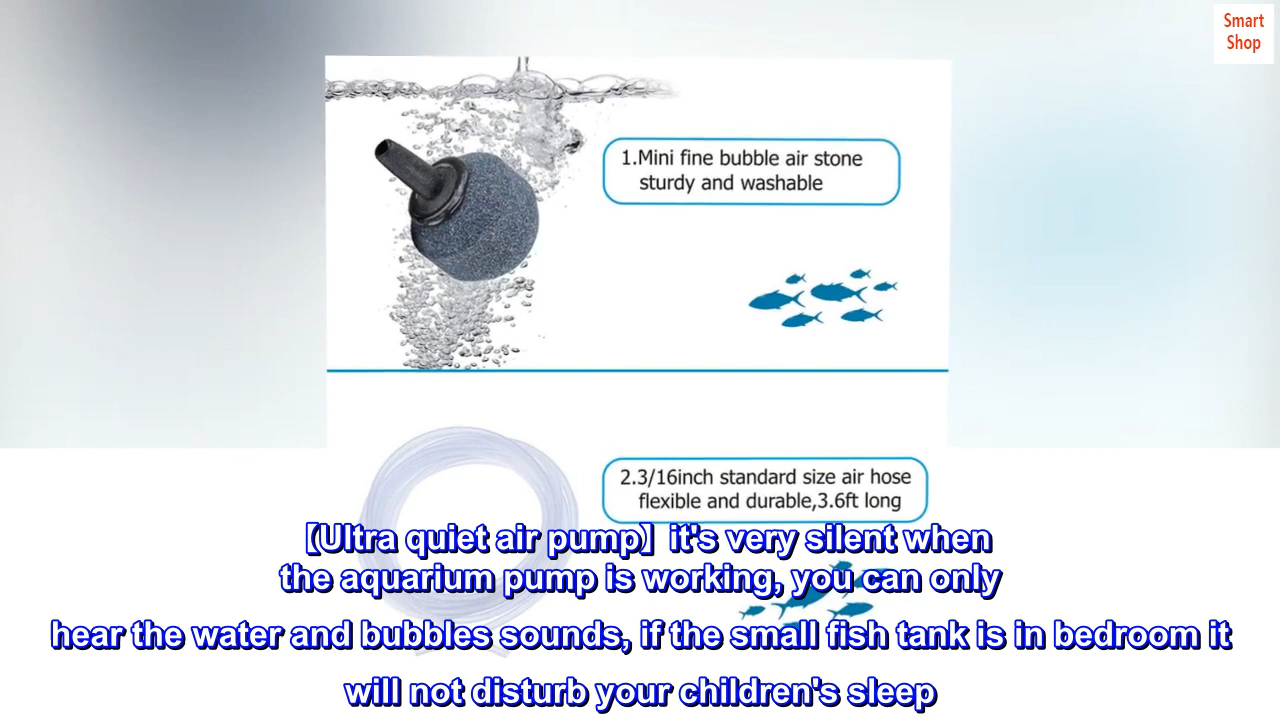 Smart
Shop
1.Mini fine bubble air stone
sturdy and washable
2.3/16inch standard size air hose
flexible and durable,3.6ft long
【Ultra quiet air pump】it's very silent when
the aquarium pump is working, you can only
hear the water and bubbles sounds, if the small fish tank is in bedroom it
will not disturb your children's sleep